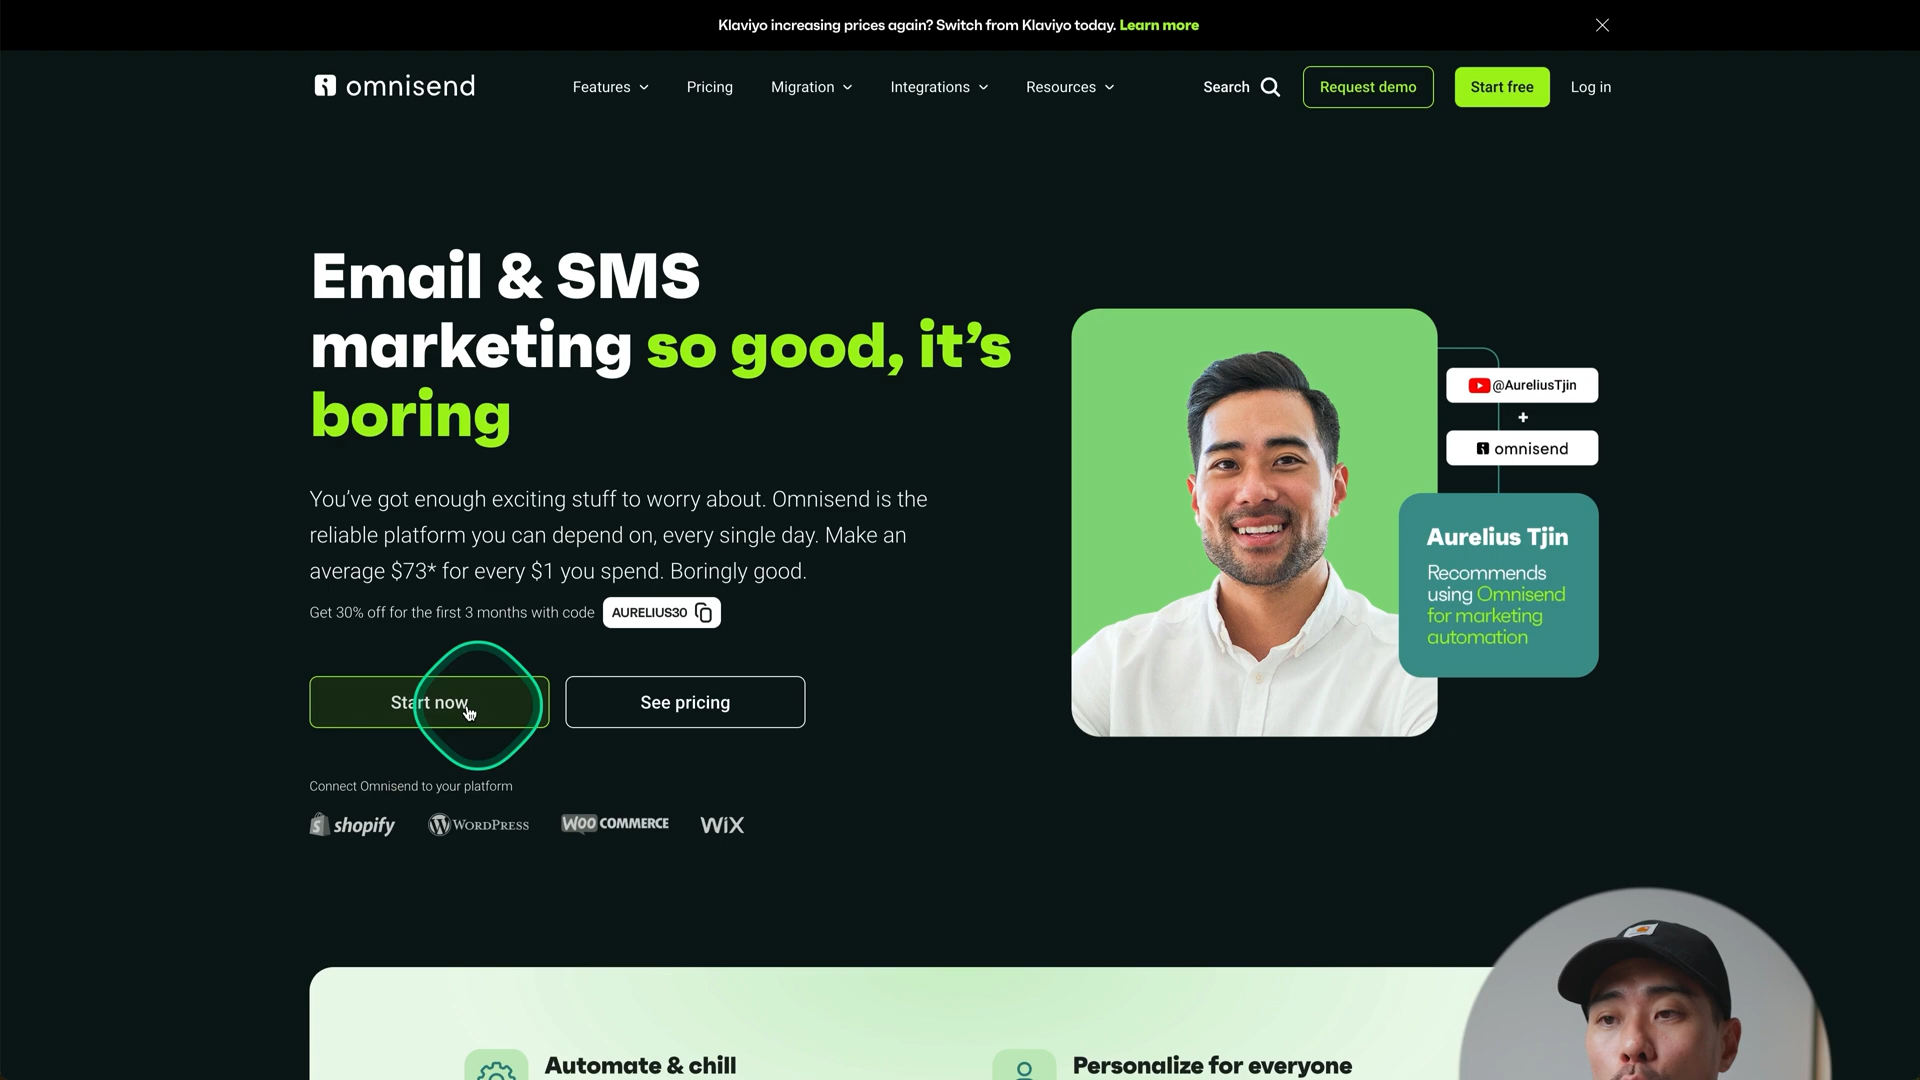 Klaviyo increasing prices again? Switch from Klaviyo today. Learn more
omnisend
Features
Pricing
Migration
Integrations
Resources
Search
Request demo
Start free
Log in
Email & SMS
marketing so good, it's
boring
You've got enough exciting stuff to worry about. Omnisend is the
reliable platform you can depend on, every single day. Make an
average $73* for every $1 you spend. Boringly good.
Get 30% off for the first 3 months with code AURELIUS30
Start now
See pricing
Connect Omnisend to your platform
shopify
WORDPRESS
WOO COMMERCE
WiX
@AureliusTjin
+
omnisend
Aurelius Tjin
Recommends
using Omnisend
for marketing
automation
Automate & chill
Personalize for everyone